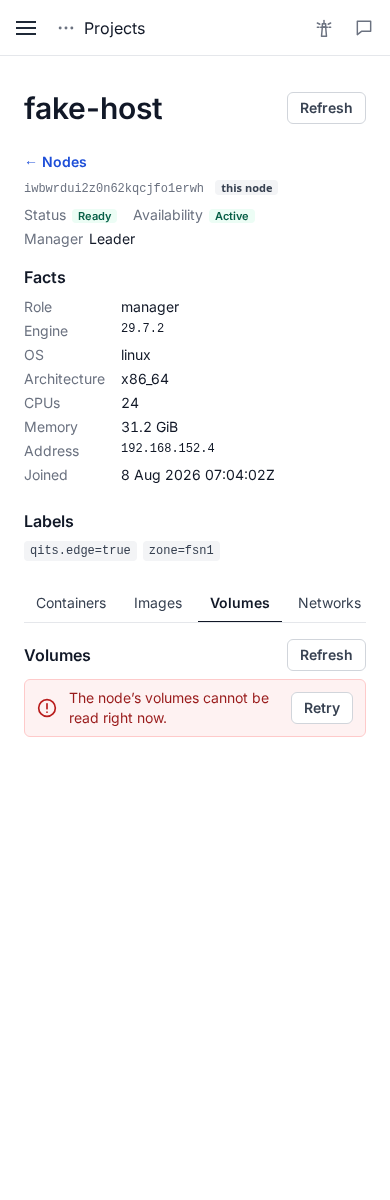 Projects
fake-host
Refresh
← Nodes
iwbwrdui2z0n62kqcjfo1erwh this node
Status Ready Availability Active
Manager Leader
Facts
Role manager
Engine 29.7.2
OS linux
Architecture x86_64
CPUs 24
Memory 31.2 GiB
Address 192.168.152.4
Joined 8 Aug 2026 07:04:02Z
Labels
qits.edge=true zone=fsn1
Containers Images Volumes Networks
Volumes Refresh
The node’s volumes cannot be
read right now.
Retry